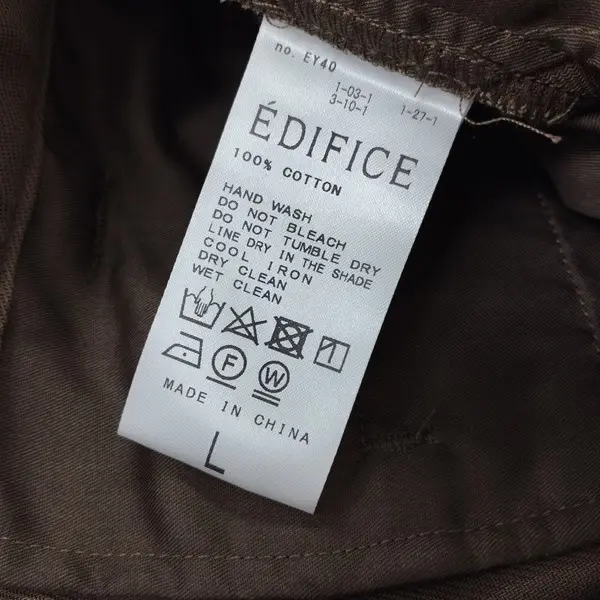 no. EY40
1-03-1
3-10-1
1-27-1
ÉDIFICE
100% COTTON
HAND WASH
DO NOT BLEACH
DO NOT TUMBLE DRY
LINE DRY IN THE SHADE
COOL IRON
DRY CLEAN
WET CLEAN
F
W
MADE IN CHINA
L